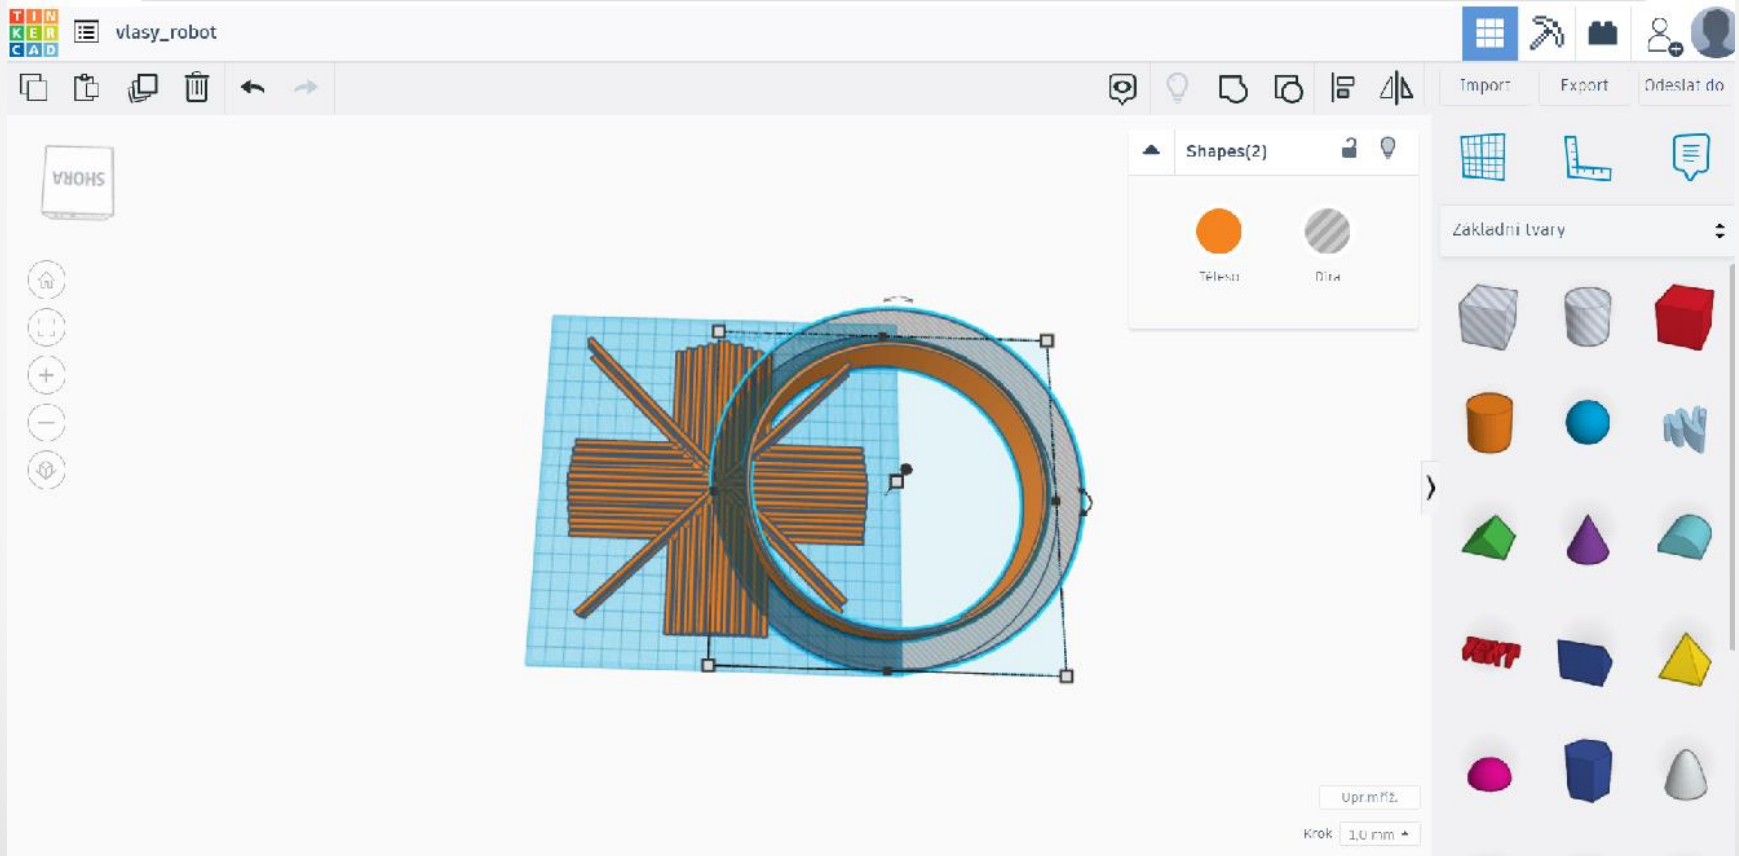 TIN
KER
CAD
vlasy_robot
Import
Export
Odeslat do
SHORA
Shapes(2)
Těleso
Díra
Základní tvary
TEXT
Upr.mříž.
Krok 1,0 mm